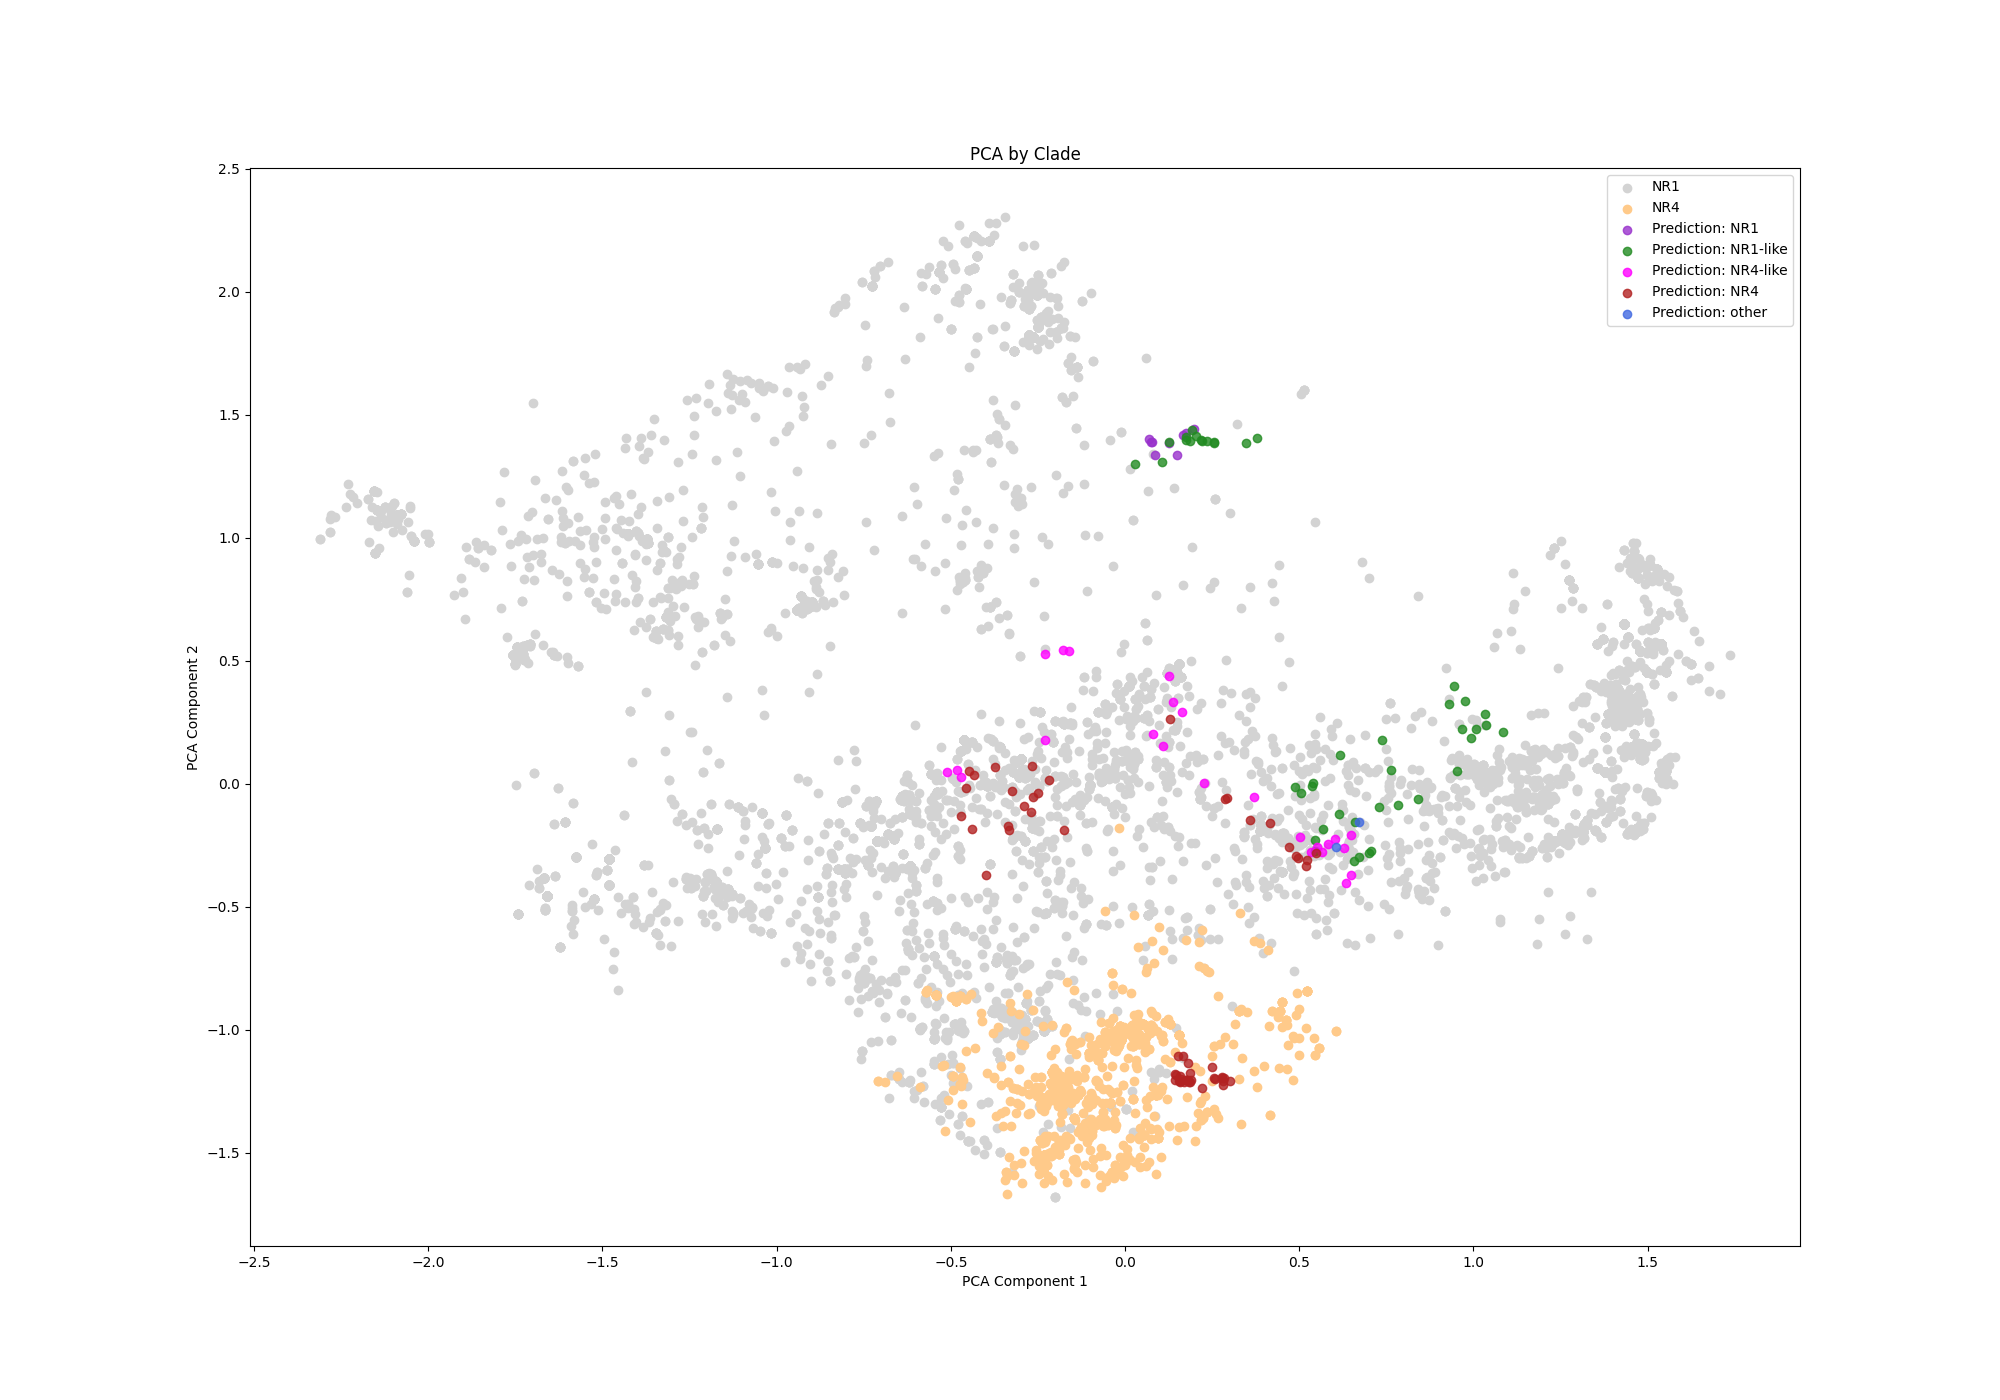 PCA by Clade
2.5
2.0
1.5
1.0
0.5
0.0
−0.5
−1.0
−1.5
PCA Component 2
NR1
NR4
Prediction: NR1
Prediction: NR1-like
Prediction: NR4-like
Prediction: NR4
Prediction: other
−2.5 −2.0 −1.5 −1.0 −0.5 0.0 0.5 1.0 1.5
PCA Component 1